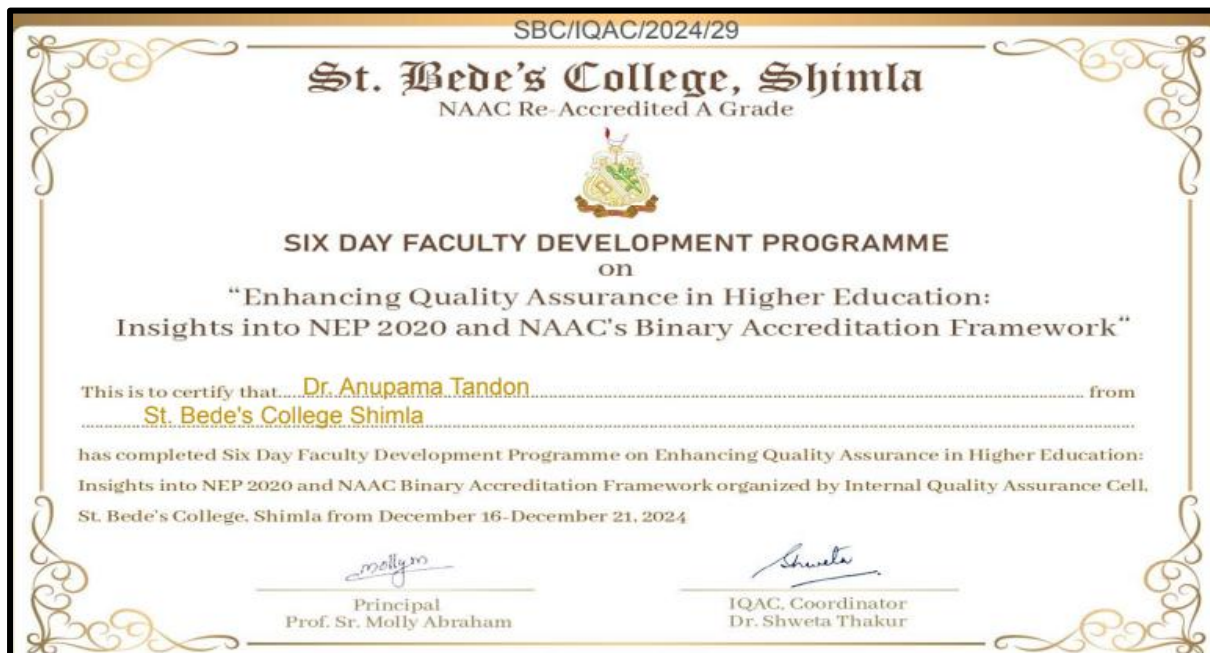 SBC/IQAC/2024/29
St. Bede's College, Shimla
NAAC Re-Accredited A Grade
SIX DAY FACULTY DEVELOPMENT PROGRAMME
on
“Enhancing Quality Assurance in Higher Education:
Insights into NEP 2020 and NAAC's Binary Accreditation Framework“
This is to certify that Dr. Anupama Tandon from
St. Bede's College Shimla
has completed Six Day Faculty Development Programme on Enhancing Quality Assurance in Higher Education:
Insights into NEP 2020 and NAAC Binary Accreditation Framework organized by Internal Quality Assurance Cell,
St. Bede's College, Shimla from December 16-December 21, 2024
mollym Shweta
Principal IQAC, Coordinator
Prof. Sr. Molly Abraham Dr. Shweta Thakur